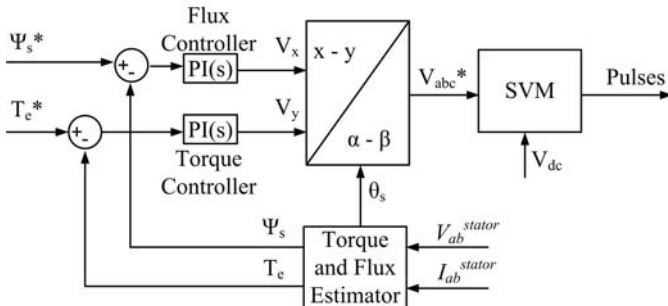 Flux
Controller
Ψs*
Vx
PI(s)
x - y
+
-
Vabc*
SVM
Pulses
Te*
Vy
PI(s)
+
-
Torque
Controller
α - β
Vdc
θs
Ψs
Te
Torque
and Flux
Estimator
Vab^stator
Iab^stator